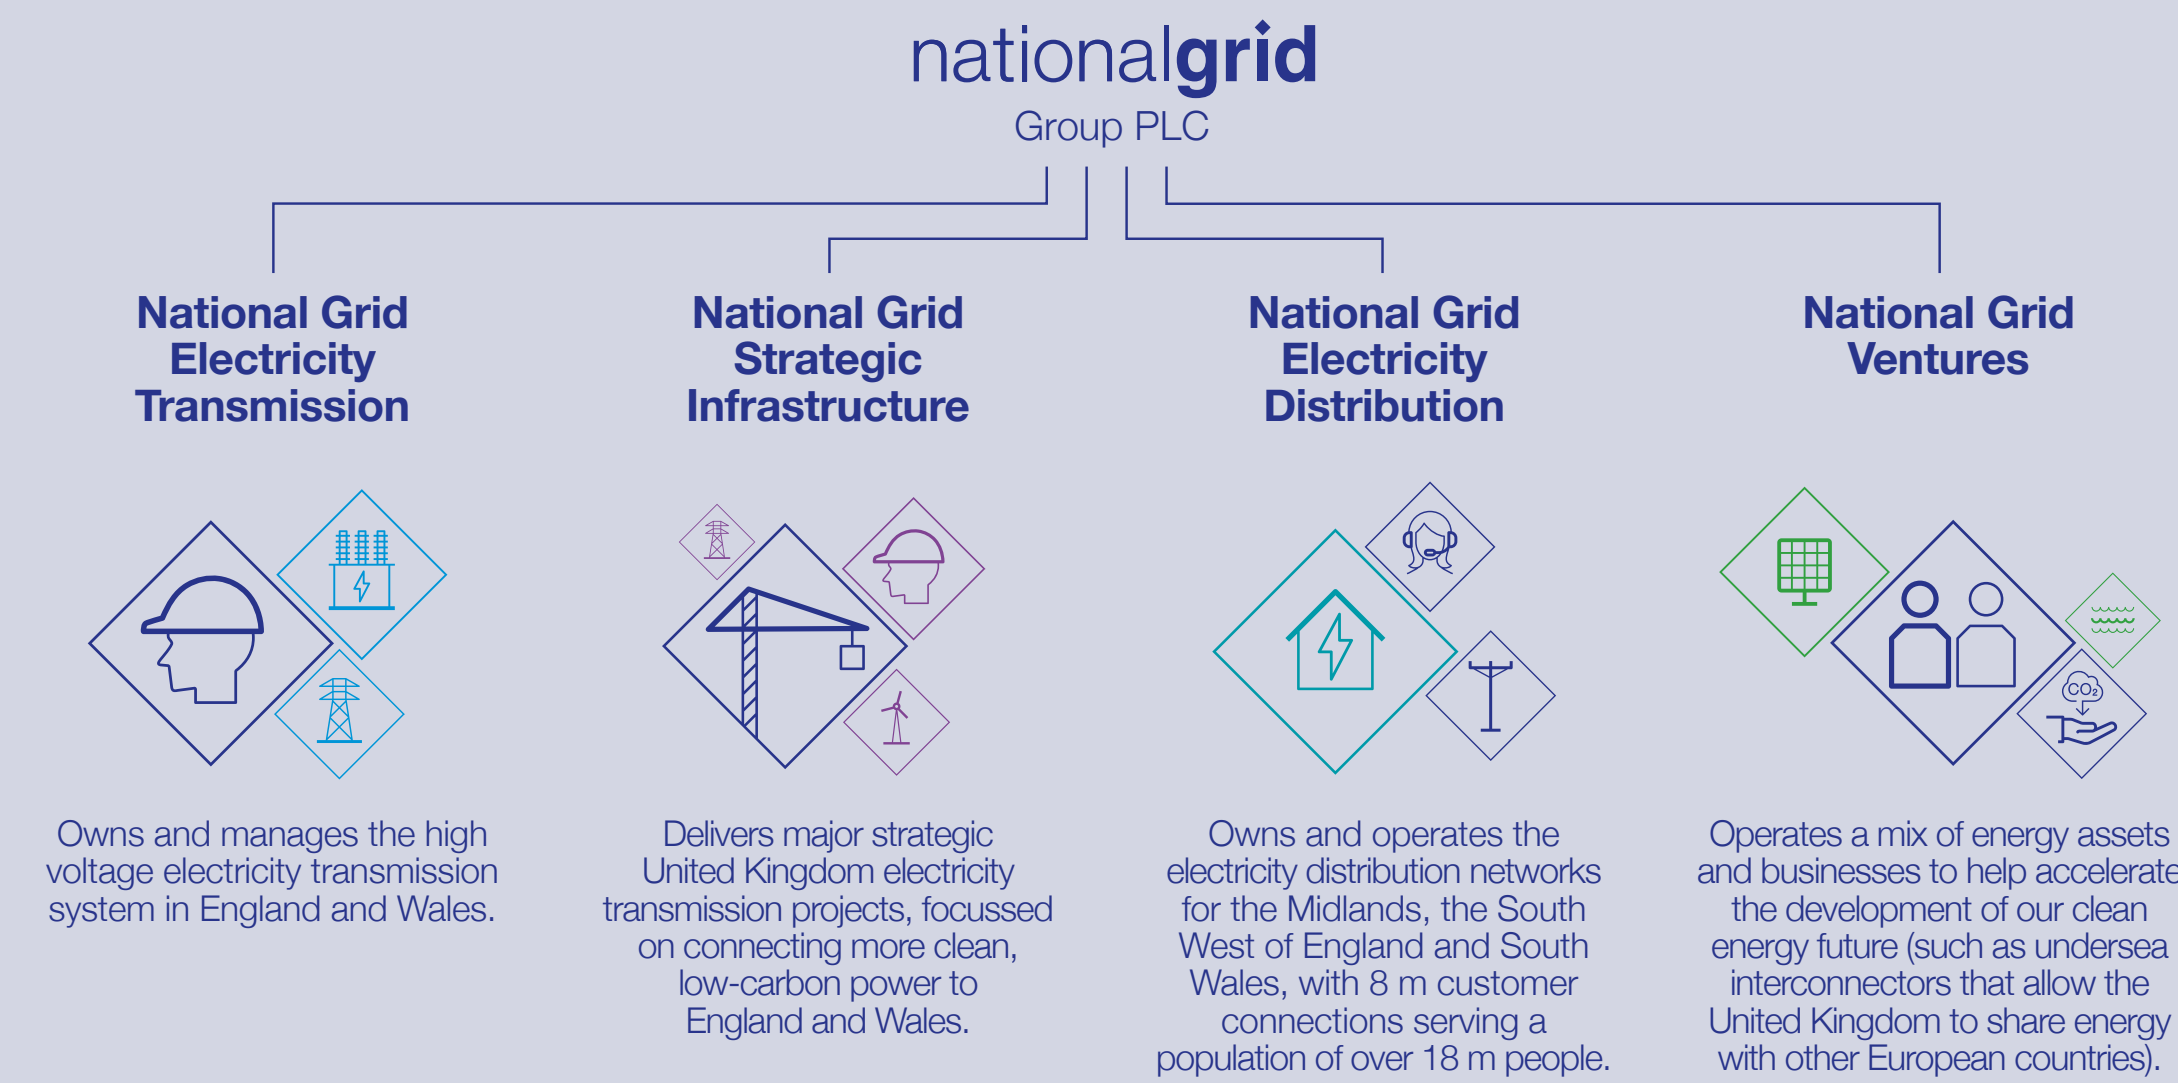 nationalgrid
Group PLC
National Grid
Electricity
Transmission
Owns and manages the high
voltage electricity transmission
system in England and Wales.
National Grid
Strategic
Infrastructure
Delivers major strategic
United Kingdom electricity
transmission projects, focussed
on connecting more clean,
low-carbon power to
England and Wales.
National Grid
Electricity
Distribution
Owns and operates the
electricity distribution networks
for the Midlands, the South
West of England and South
Wales, with 8 m customer
connections serving a
population of over 18 m people.
National Grid
Ventures
CO₂
Operates a mix of energy assets
and businesses to help accelerate
the development of our clean
energy future (such as undersea
interconnectors that allow the
United Kingdom to share energy
with other European countries).